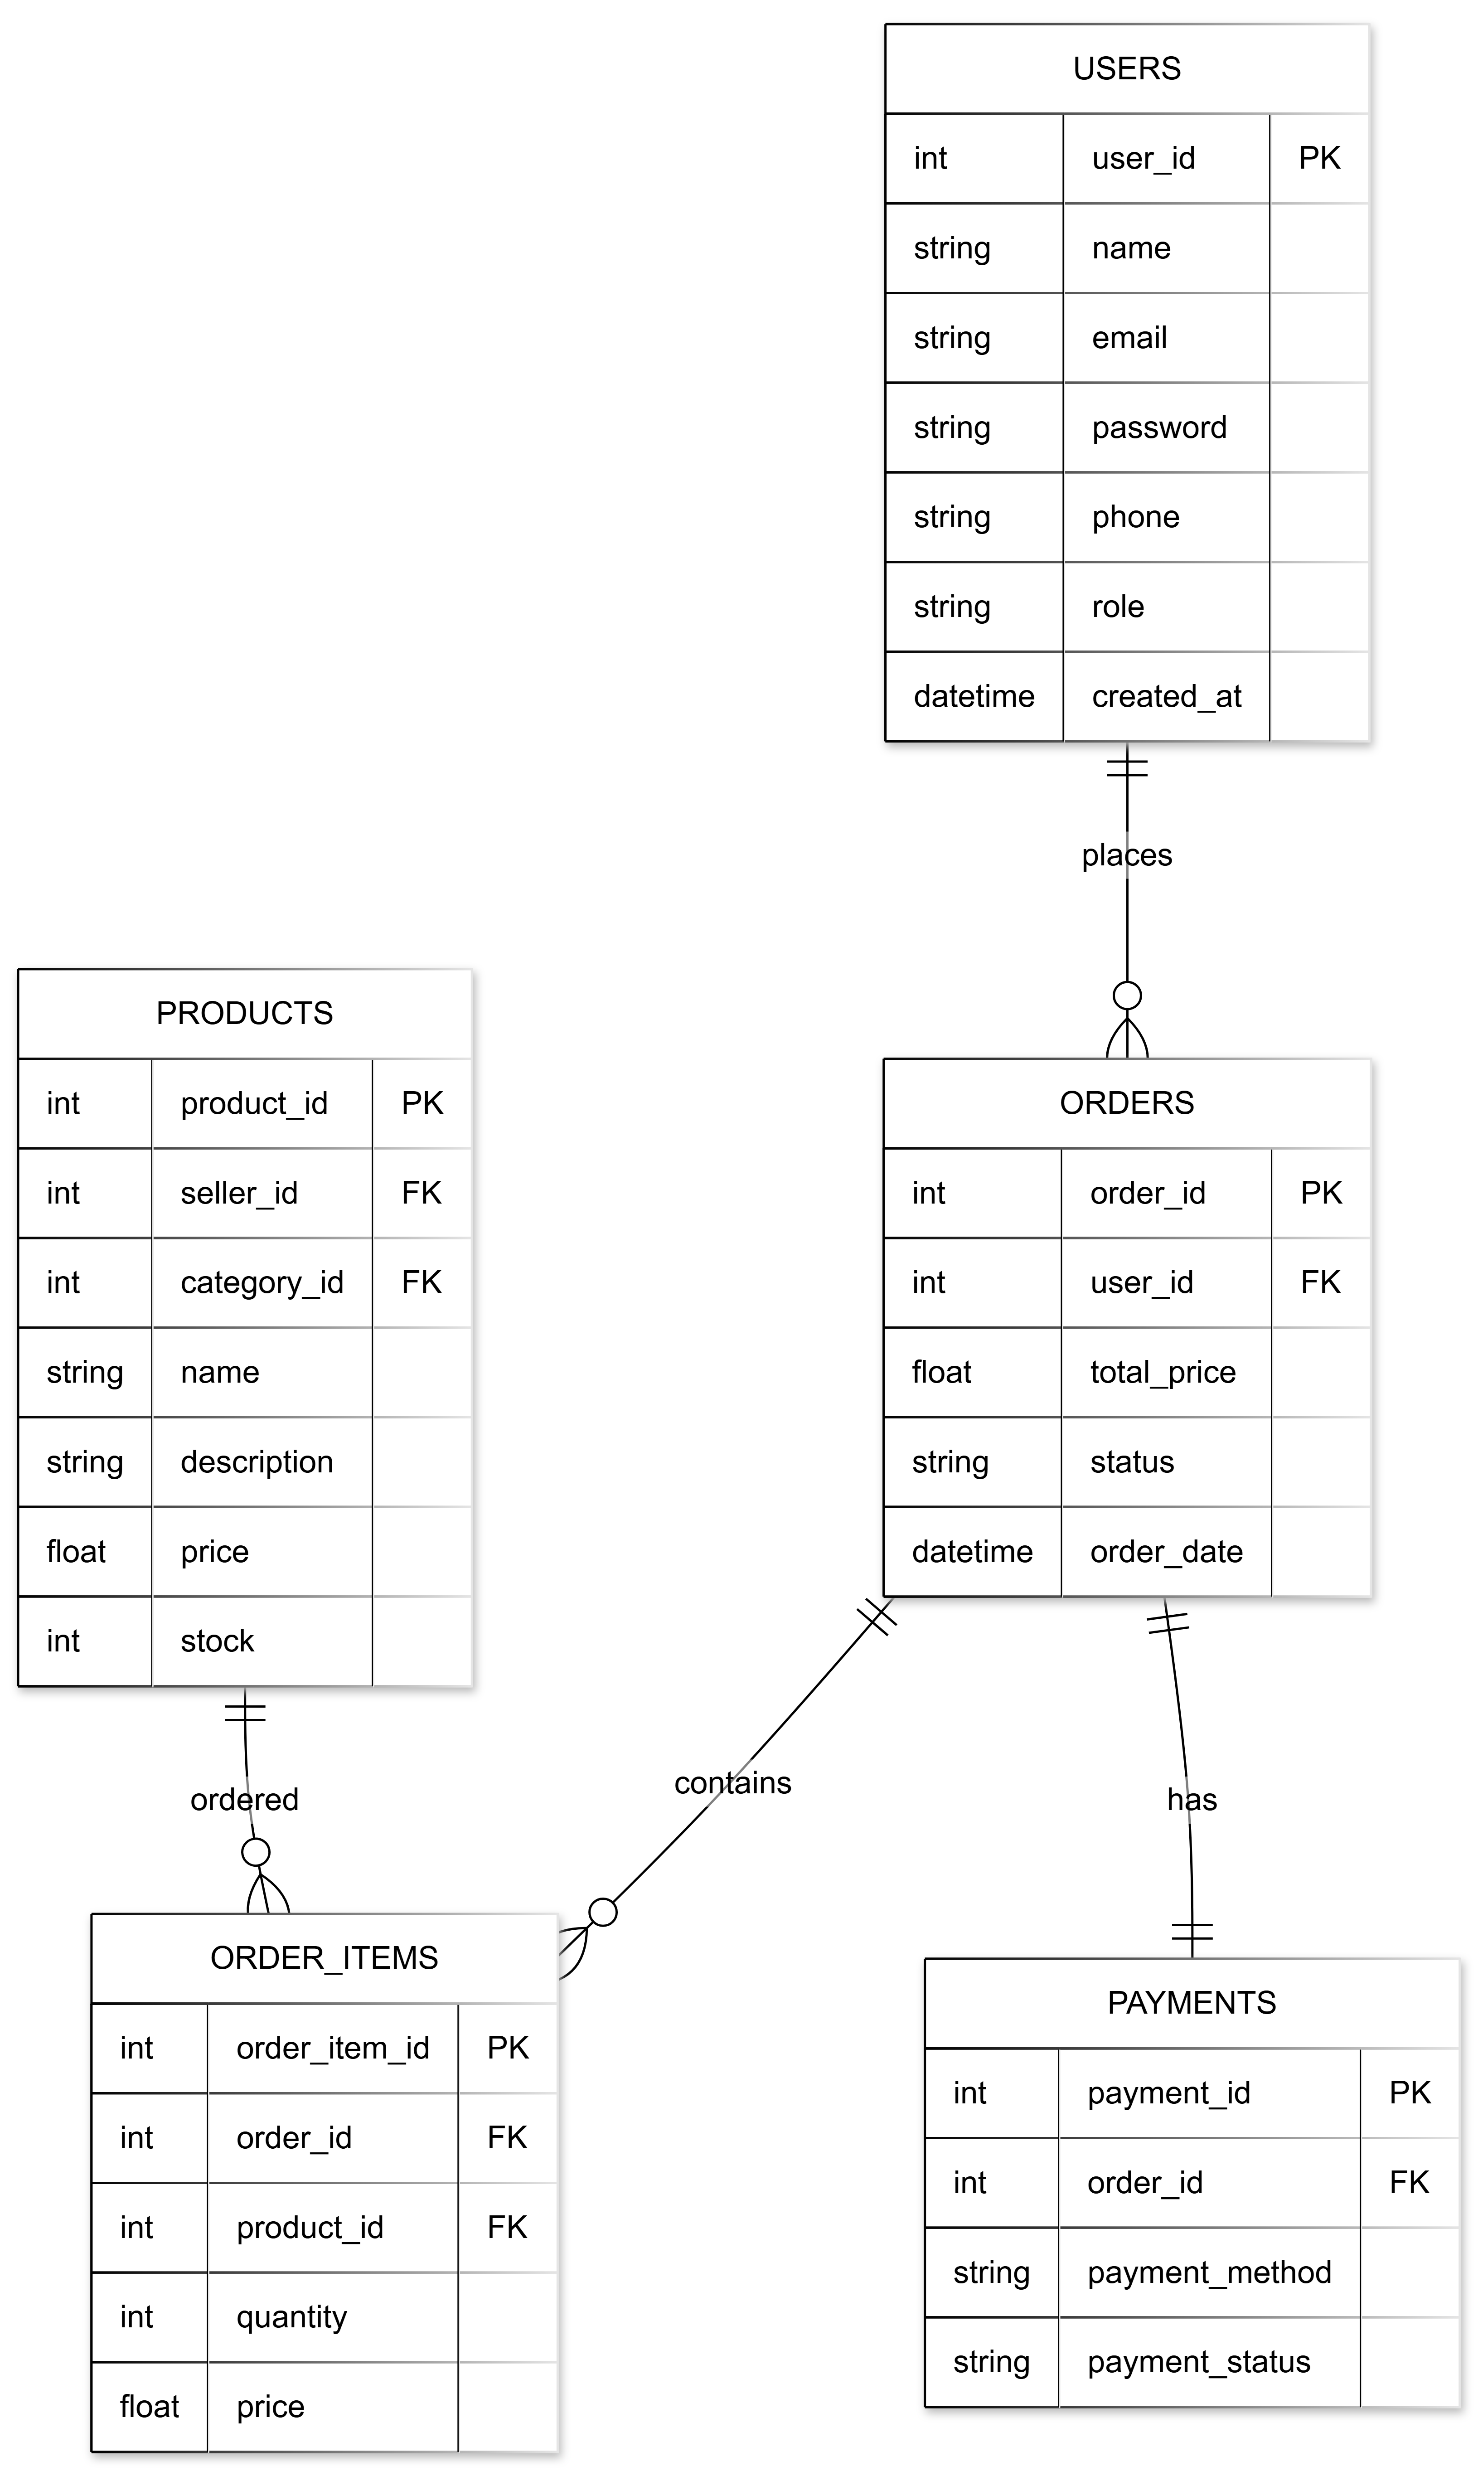 USERS
int user_id PK
string name
string email
string password
string phone
string role
datetime created_at
places
PRODUCTS
int product_id PK
int seller_id FK
int category_id FK
string name
string description
float price
int stock
ORDERS
int order_id PK
int user_id FK
float total_price
string status
datetime order_date
ordered
contains
has
ORDER_ITEMS
int order_item_id PK
int order_id FK
int product_id FK
int quantity
float price
PAYMENTS
int payment_id PK
int order_id FK
string payment_method
string payment_status